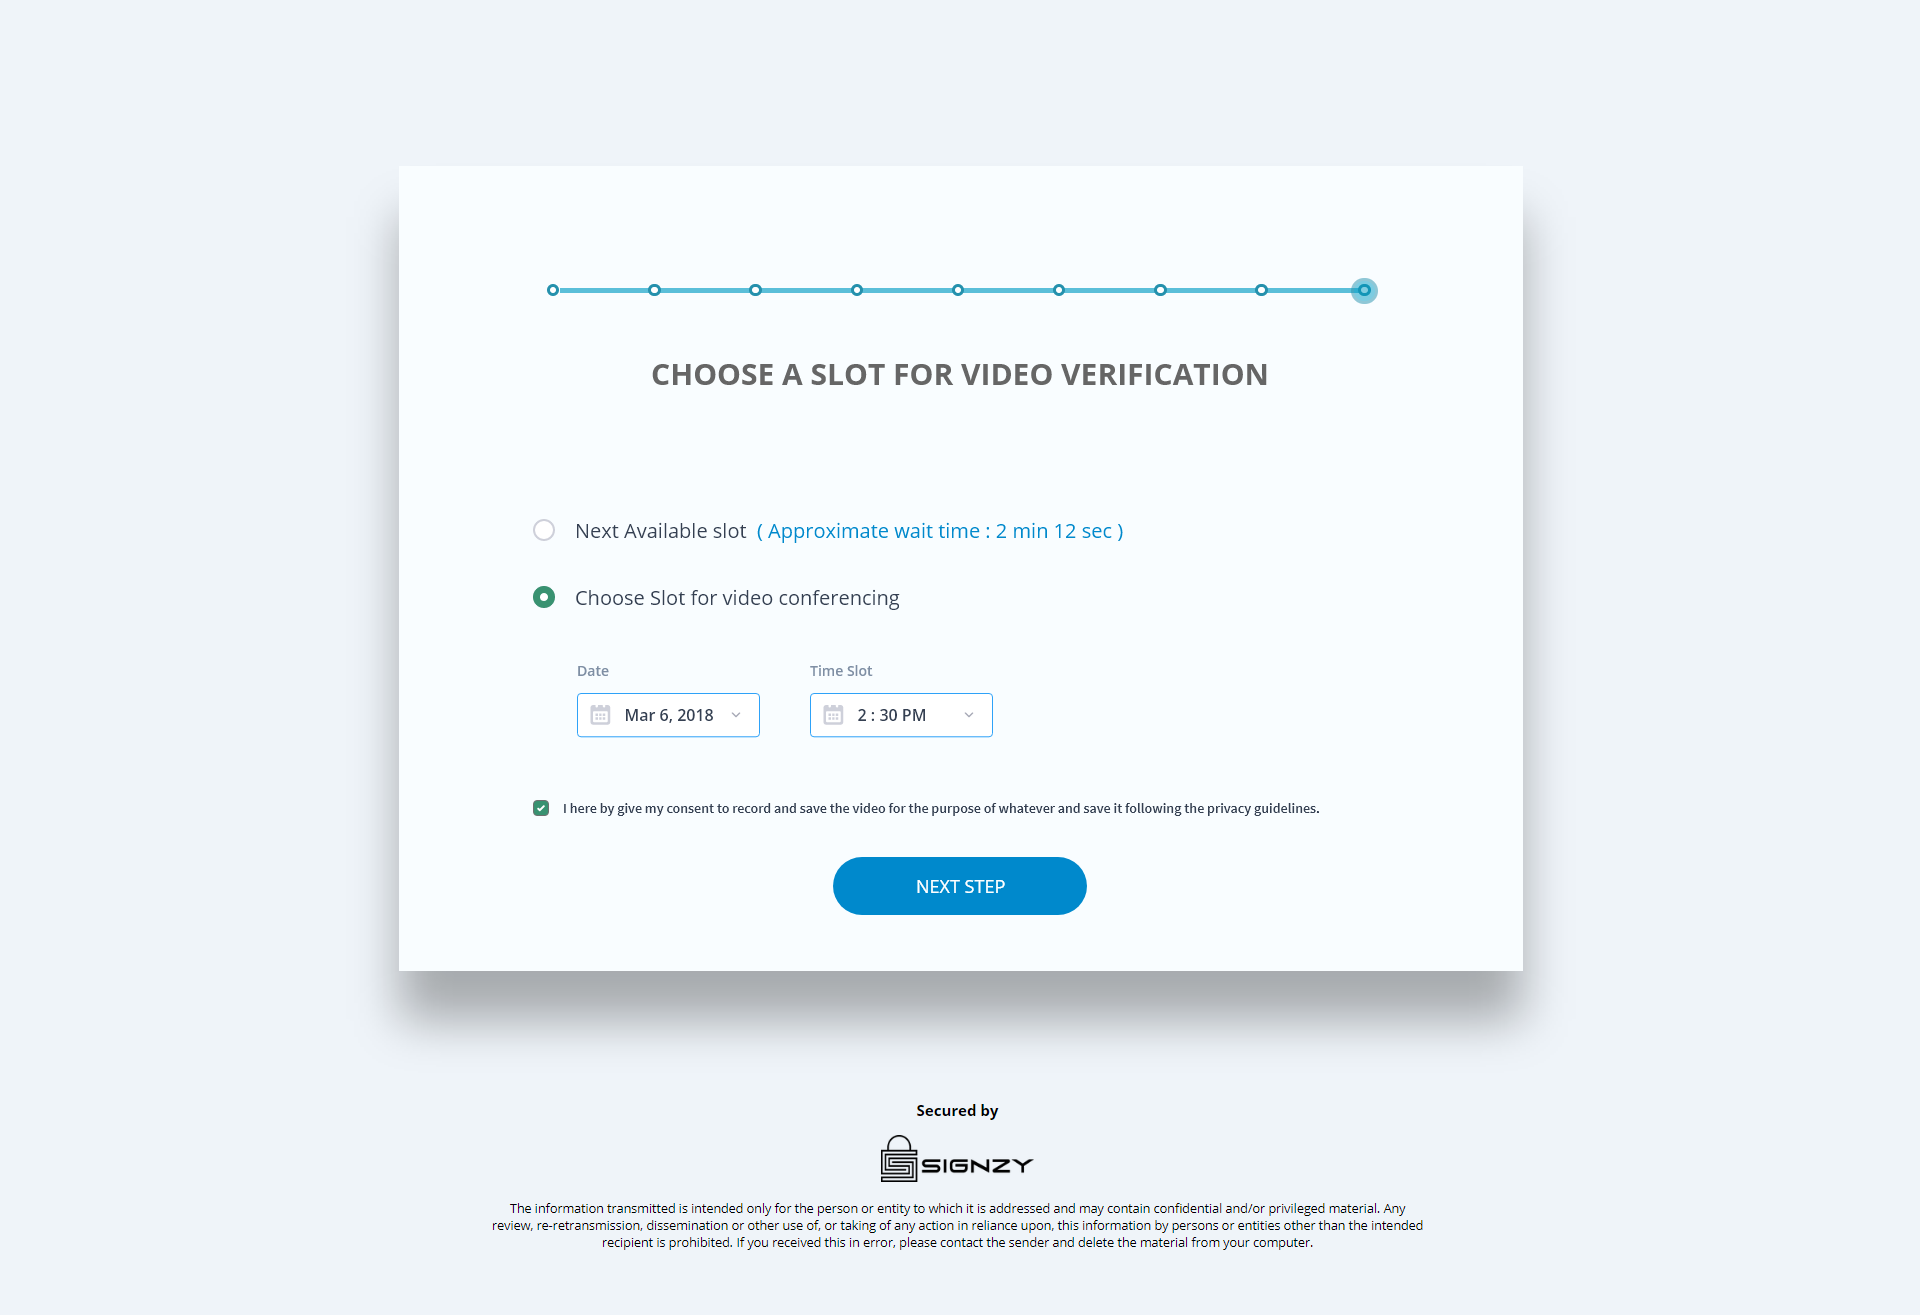 CHOOSE A SLOT FOR VIDEO VERIFICATION
Next Available slot ( Approximate wait time : 2 min 12 sec )
Choose Slot for video conferencing
Date Time Slot
Mar 6, 2018 2 : 30 PM
I here by give my consent to record and save the video for the purpose of whatever and save it following the privacy guidelines.
NEXT STEP
Secured by
SIGNZY
The information transmitted is intended only for the person or entity to which it is addressed and may contain confidential and/or privileged material. Any
review, re-retransmission, dissemination or other use of, or taking of any action in reliance upon, this information by persons or entities other than the intended
recipient is prohibited. If you received this in error, please contact the sender and delete the material from your computer.